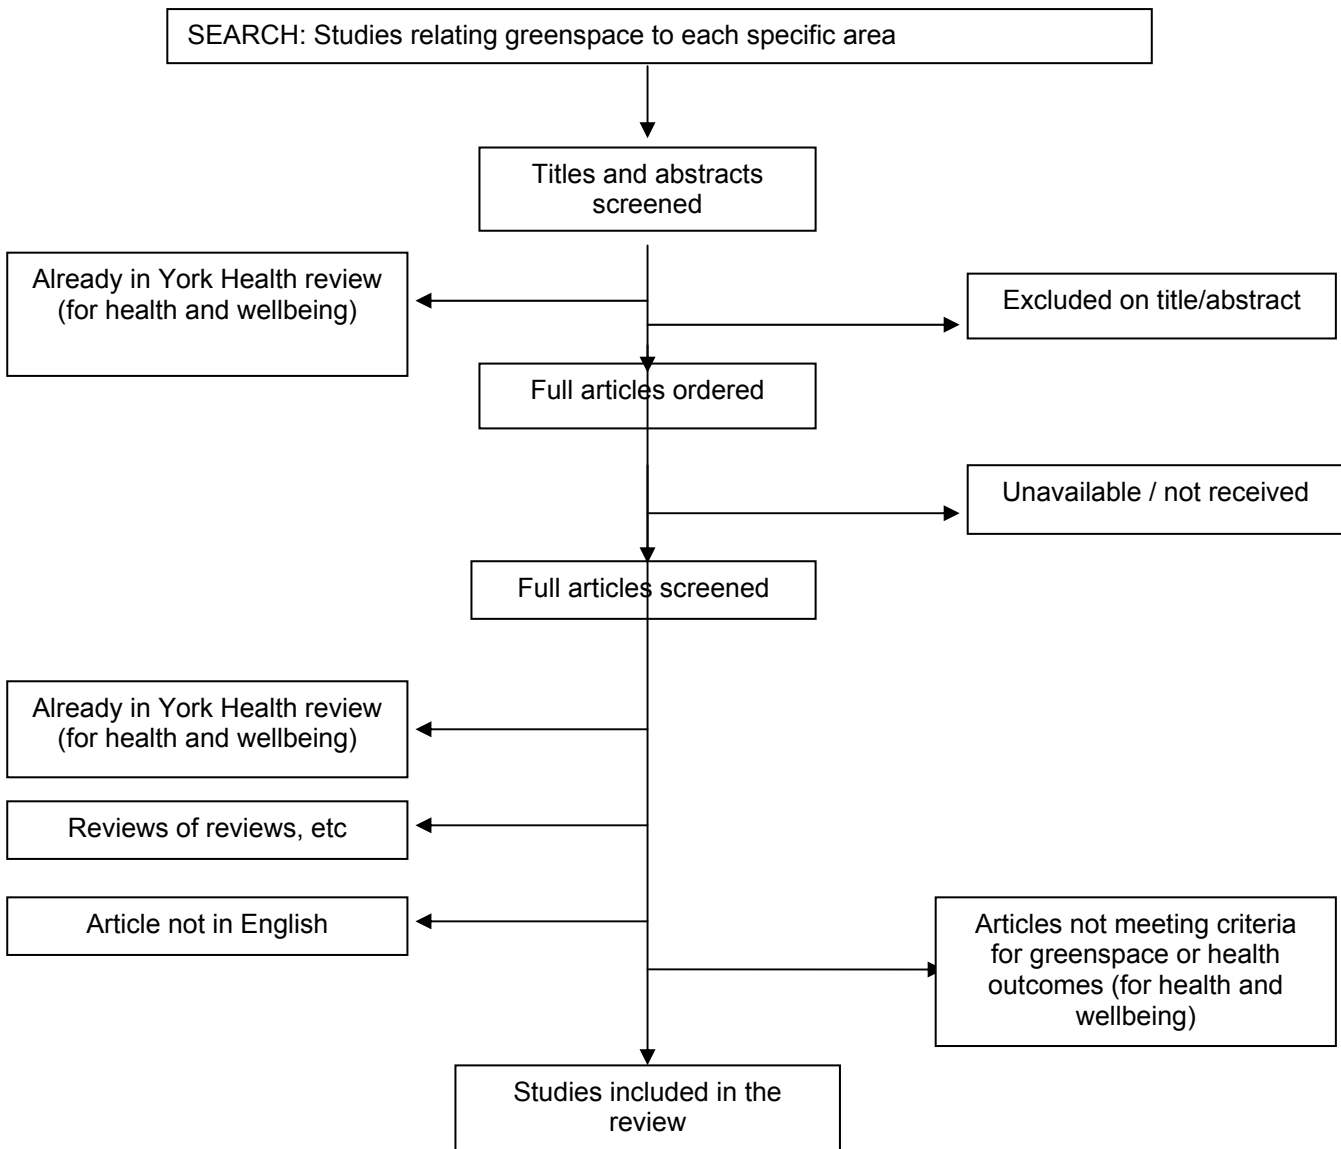 SEARCH: Studies relating greenspace to each specific area
Titles and abstracts
screened
Already in York Health review
(for health and wellbeing)
Excluded on title/abstract
Full articles ordered
Unavailable / not received
Full articles screened
Already in York Health review
(for health and wellbeing)
Reviews of reviews, etc
Article not in English
Articles not meeting criteria
for greenspace or health
outcomes (for health and
wellbeing)
Studies included in the
review